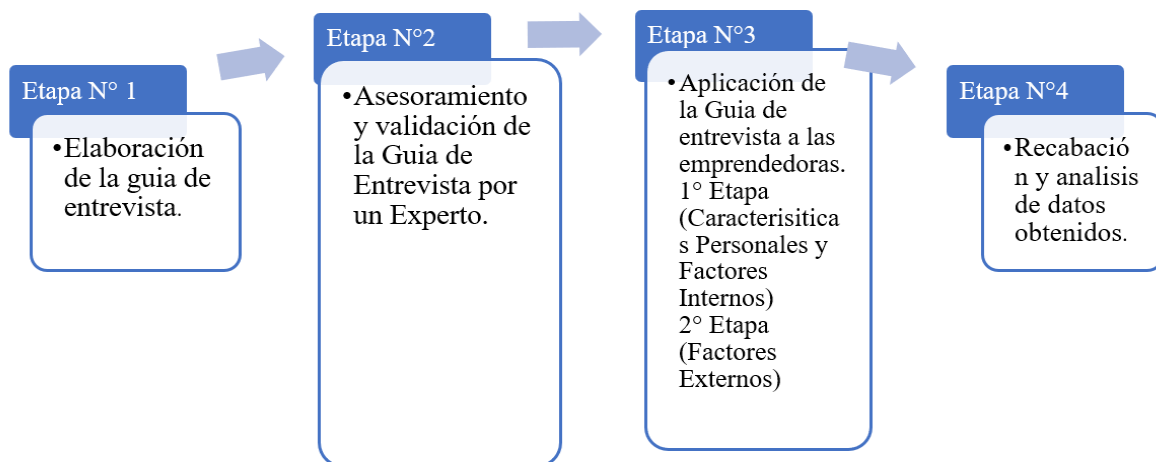 Etapa N° 1
•Elaboración
de la guia de
entrevista.
Etapa N°2
•Asesoramiento
y validación de
la Guia de
Entrevista por
un Experto.
Etapa N°3
•Aplicación de
la Guia de
entrevista a las
emprendedoras.
1° Etapa
(Caracterisitica
s Personales y
Factores
Internos)
2° Etapa
(Factores
Externos)
Etapa N°4
•Recabació
n y analisis
de datos
obtenidos.